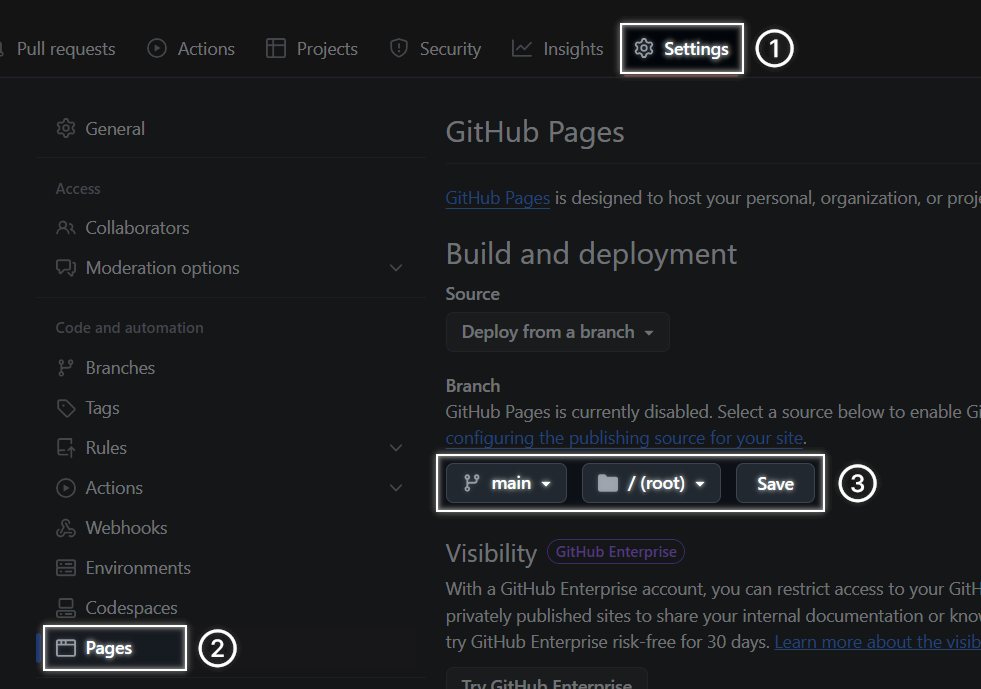 Pull requests Actions Projects Security Insights Settings 1
General
Access
Collaborators
Moderation options
Code and automation
Branches
Tags
Rules
Actions
Webhooks
Environments
Codespaces
Pages 2
GitHub Pages
GitHub Pages is designed to host your personal, organization, or proje
Build and deployment
Source
Deploy from a branch
Branch
GitHub Pages is currently disabled. Select a source below to enable Gi
configuring the publishing source for your site.
main / (root) Save 3
Visibility GitHub Enterprise
With a GitHub Enterprise account, you can restrict access to your GitH
privately published sites to share your internal documentation or know
try GitHub Enterprise risk-free for 30 days. Learn more about the visib
Try GitHub Enterprise